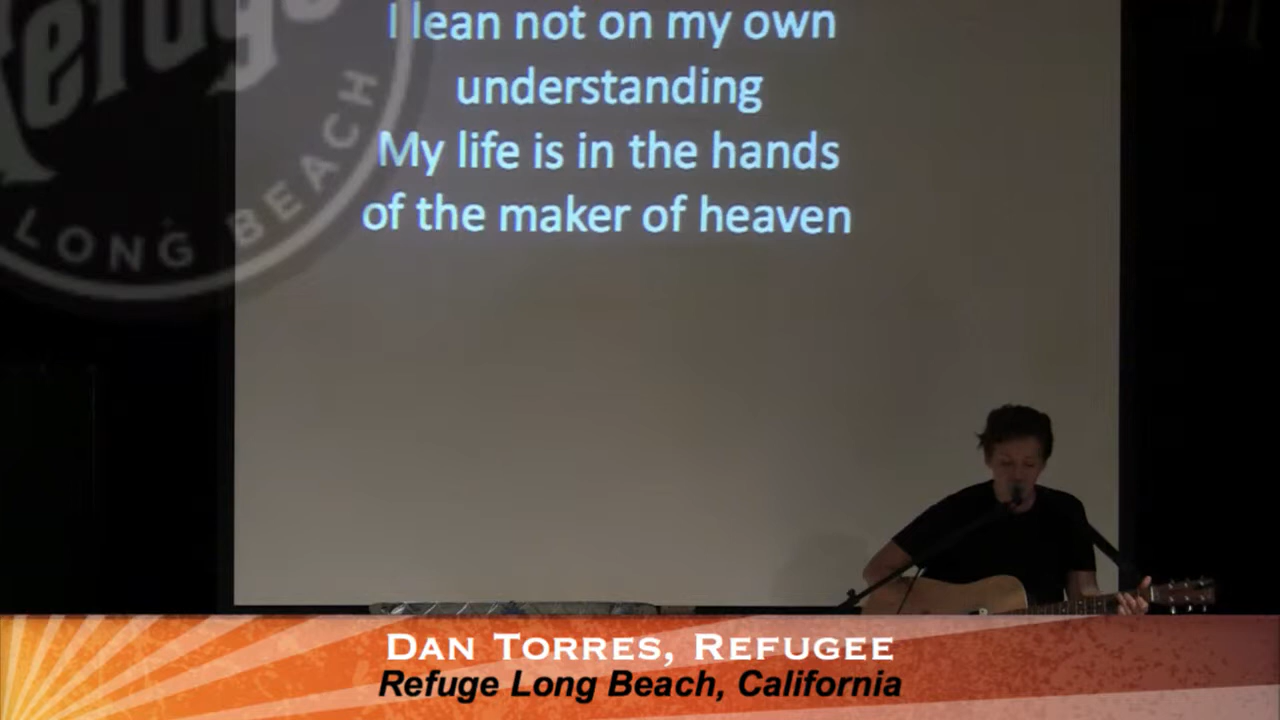 Refuge
LONG BEACH
I lean not on my own
understanding
My life is in the hands
of the maker of heaven
DAN TORRES, REFUGEE
Refuge Long Beach, California